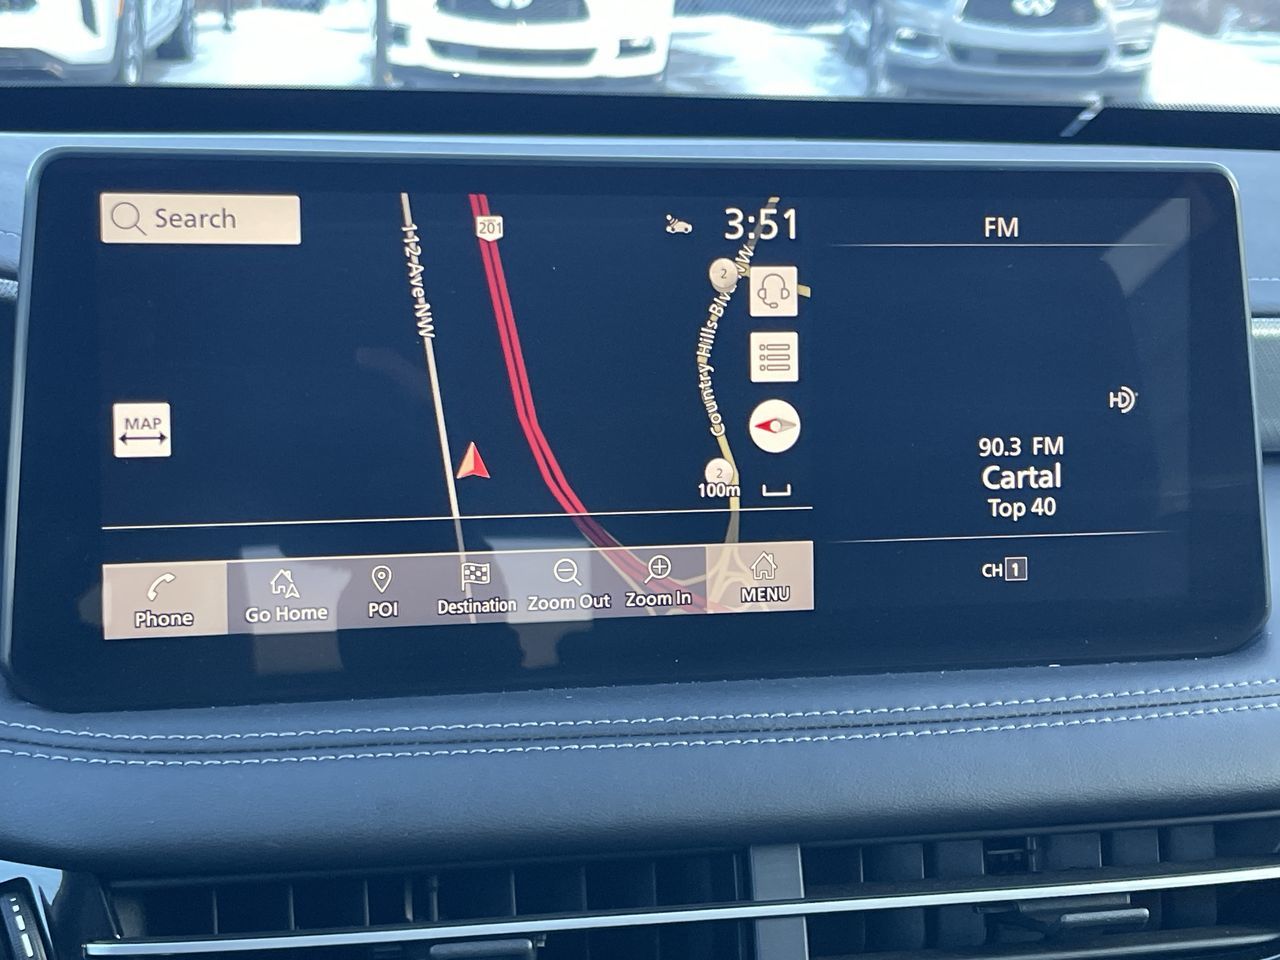 Search
112 Ave NW
201
3:51
FM
2
Country Hills Blvd NW
MAP
HD
90.3 FM
Cartal
Top 40
2
100m
CH 1
Phone
Go Home
POI
Destination
Zoom Out
Zoom In
MENU